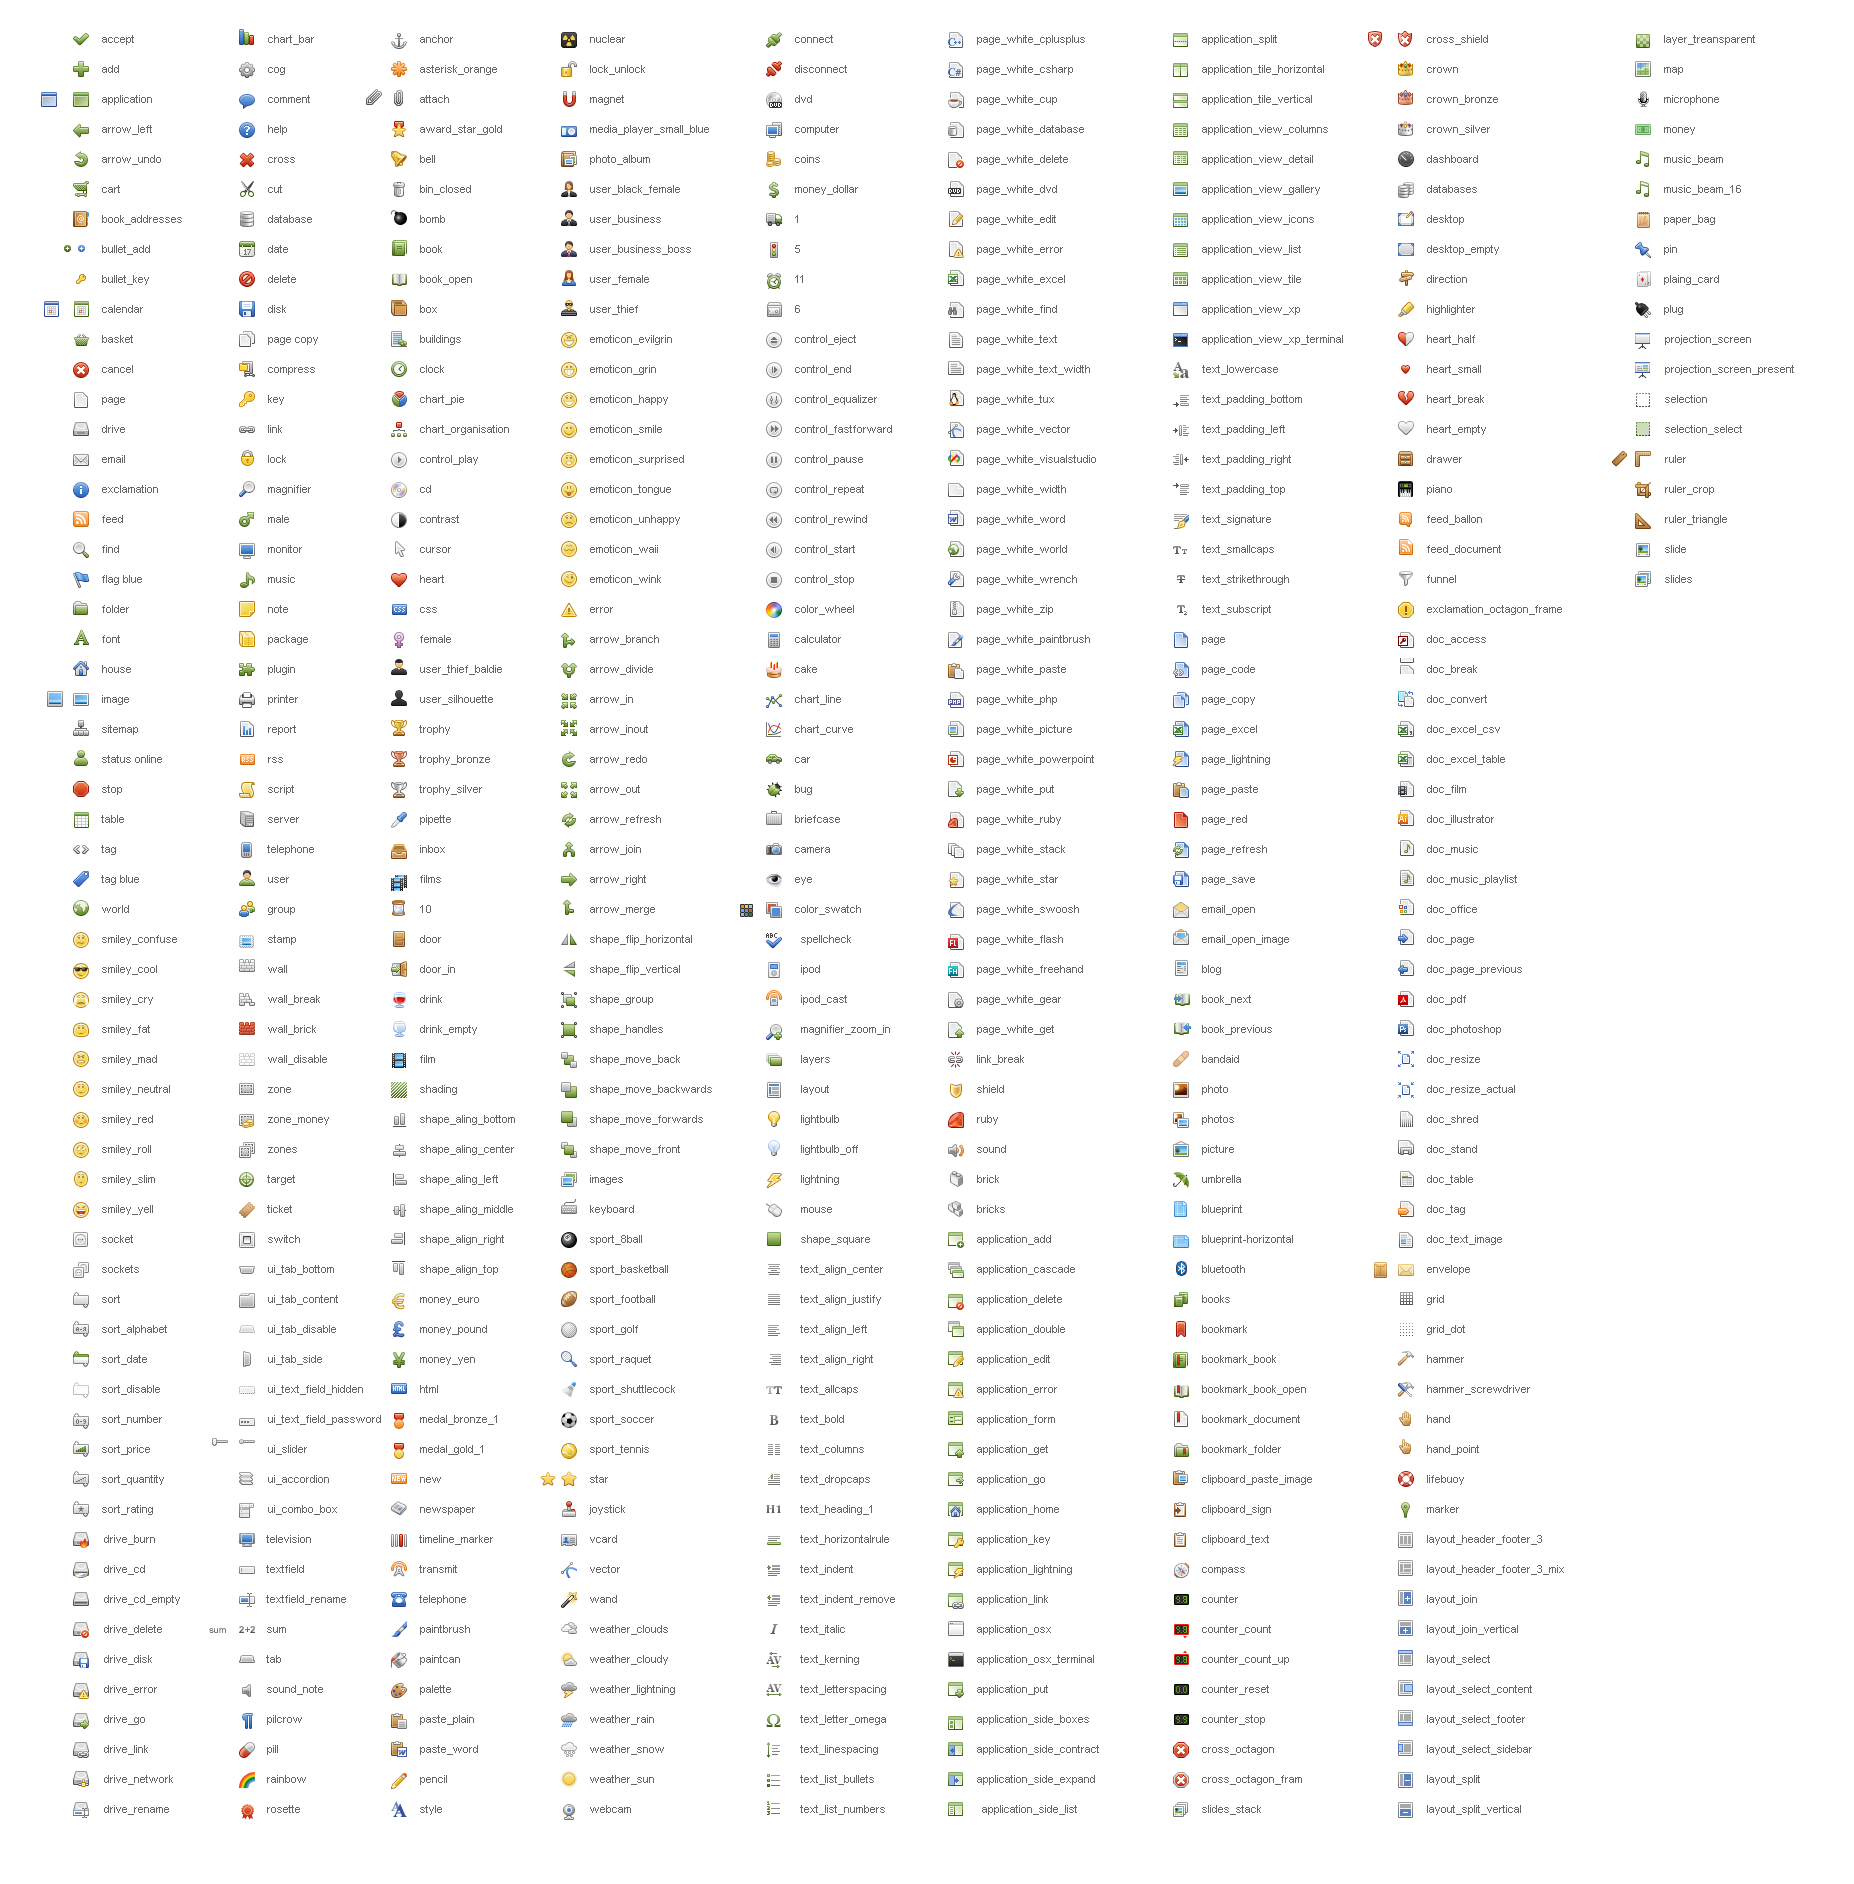 accept
add
application
arrow_left
arrow_undo
cart
book_addresses
bullet_add
bullet_key
calendar
basket
cancel
page
drive
email
exclamation
feed
find
flag blue
folder
font
house
image
sitemap
status online
stop
table
tag
tag blue
world
smiley_confuse
smiley_cool
smiley_cry
smiley_fat
smiley_mad
smiley_neutral
smiley_red
smiley_roll
smiley_slim
smiley_yell
socket
sockets
sort
sort_alphabet
sort_date
sort_disable
sort_number
sort_price
sort_quantity
sort_rating
drive_burn
drive_cd
drive_cd_empty
drive_delete
drive_disk
drive_error
drive_go
drive_link
drive_network
drive_rename
chart_bar
cog
comment
help
cross
cut
database
date
delete
disk
page copy
compress
key
link
lock
magnifier
male
monitor
music
note
package
plugin
printer
report
rss
script
server
telephone
user
group
stamp
wall
wall_break
wall_brick
wall_disable
zone
zone_money
zones
target
ticket
switch
ui_tab_bottom
ui_tab_content
ui_tab_disable
ui_tab_side
ui_text_field_hidden
ui_text_field_password
ui_slider
ui_accordion
ui_combo_box
television
textfield
textfield_rename
sum 2+2 sum
tab
sound_note
pilcrow
pill
rainbow
rosette
anchor
asterisk_orange
attach
award_star_gold
bell
bin_closed
bomb
book
book_open
box
buildings
clock
chart_pie
chart_organisation
control_play
cd
contrast
cursor
heart
CSS css
female
user_thief_baldie
user_silhouette
trophy
trophy_bronze
trophy_silver
pipette
inbox
films
10
door
door_in
drink
drink_empty
film
shading
shape_aling_bottom
shape_aling_center
shape_aling_left
shape_aling_middle
shape_align_right
shape_align_top
money_euro
money_pound
money_yen
HTML html
medal_bronze_1
medal_gold_1
NEW new
newspaper
timeline_marker
transmit
telephone
paintbrush
paintcan
palette
paste_plain
paste_word
pencil
style
nuclear
lock_unlock
magnet
media_player_small_blue
photo_album
user_black_female
user_business
user_business_boss
user_female
user_thief
emoticon_evilgrin
emoticon_grin
emoticon_happy
emoticon_smile
emoticon_surprised
emoticon_tongue
emoticon_unhappy
emoticon_waii
emoticon_wink
error
arrow_branch
arrow_divide
arrow_in
arrow_inout
arrow_redo
arrow_out
arrow_refresh
arrow_join
arrow_right
arrow_merge
shape_flip_horizontal
shape_flip_vertical
shape_group
shape_handles
shape_move_back
shape_move_backwards
shape_move_forwards
shape_move_front
images
keyboard
sport_8ball
sport_basketball
sport_football
sport_golf
sport_raquet
sport_shuttlecock
sport_soccer
sport_tennis
star
joystick
vcard
vector
wand
weather_clouds
weather_cloudy
weather_lightning
weather_rain
weather_snow
weather_sun
webcam
connect
disconnect
dvd
computer
coins
money_dollar
1
5
11
6
control_eject
control_end
control_equalizer
control_fastforward
control_pause
control_repeat
control_rewind
control_start
control_stop
color_wheel
calculator
cake
chart_line
chart_curve
car
bug
briefcase
camera
eye
color_swatch
ABC spellcheck
ipod
ipod_cast
magnifier_zoom_in
layers
layout
lightbulb
lightbulb_off
lightning
mouse
shape_square
text_align_center
text_align_justify
text_align_left
text_align_right
TT text_allcaps
B text_bold
text_columns
text_dropcaps
H1 text_heading_1
text_horizontalrule
text_indent
text_indent_remove
I text_italic
AV text_kerning
AV text_letterspacing
Ω text_letter_omega
text_linespacing
text_list_bullets
text_list_numbers
page_white_cplusplus
page_white_csharp
page_white_cup
page_white_database
page_white_delete
page_white_dvd
page_white_edit
page_white_error
page_white_excel
page_white_find
page_white_text
page_white_text_width
page_white_tux
page_white_vector
page_white_visualstudio
page_white_width
page_white_word
page_white_world
page_white_wrench
page_white_zip
page_white_paintbrush
page_white_paste
page_white_php
page_white_picture
page_white_powerpoint
page_white_put
page_white_ruby
page_white_stack
page_white_star
page_white_swoosh
page_white_flash
page_white_freehand
page_white_gear
page_white_get
link_break
shield
ruby
sound
brick
bricks
application_add
application_cascade
application_delete
application_double
application_edit
application_error
application_form
application_get
application_go
application_home
application_key
application_lightning
application_link
application_osx
application_osx_terminal
application_put
application_side_boxes
application_side_contract
application_side_expand
application_side_list
application_split
application_tile_horizontal
application_tile_vertical
application_view_columns
application_view_detail
application_view_gallery
application_view_icons
application_view_list
application_view_tile
application_view_xp
application_view_xp_terminal
text_lowercase
text_padding_bottom
text_padding_left
text_padding_right
text_padding_top
text_signature
text_smallcaps
text_strikethrough
text_subscript
page
page_code
page_copy
page_excel
page_lightning
page_paste
page_red
page_refresh
page_save
email_open
email_open_image
blog
book_next
book_previous
bandaid
photo
photos
picture
umbrella
blueprint
blueprint-horizontal
bluetooth
books
bookmark
bookmark_book
bookmark_book_open
bookmark_document
bookmark_folder
clipboard_paste_image
clipboard_sign
clipboard_text
compass
counter
counter_count
counter_count_up
counter_reset
counter_stop
cross_octagon
cross_octagon_fram
slides_stack
cross_shield
crown
crown_bronze
crown_silver
dashboard
databases
desktop
desktop_empty
direction
highlighter
heart_half
heart_small
heart_break
heart_empty
drawer
piano
feed_ballon
feed_document
funnel
exclamation_octagon_frame
doc_access
doc_break
doc_convert
doc_excel_csv
doc_excel_table
doc_film
doc_illustrator
doc_music
doc_music_playlist
doc_office
doc_page
doc_page_previous
doc_pdf
doc_photoshop
doc_resize
doc_resize_actual
doc_shred
doc_stand
doc_table
doc_tag
doc_text_image
envelope
grid
grid_dot
hammer
hammer_screwdriver
hand
hand_point
lifebuoy
marker
layout_header_footer_3
layout_header_footer_3_mix
layout_join
layout_join_vertical
layout_select
layout_select_content
layout_select_footer
layout_select_sidebar
layout_split
layout_split_vertical
layer_treansparent
map
microphone
money
music_beam
music_beam_16
paper_bag
pin
plaing_card
plug
projection_screen
projection_screen_present
selection
selection_select
ruler
ruler_crop
ruler_triangle
slide
slides